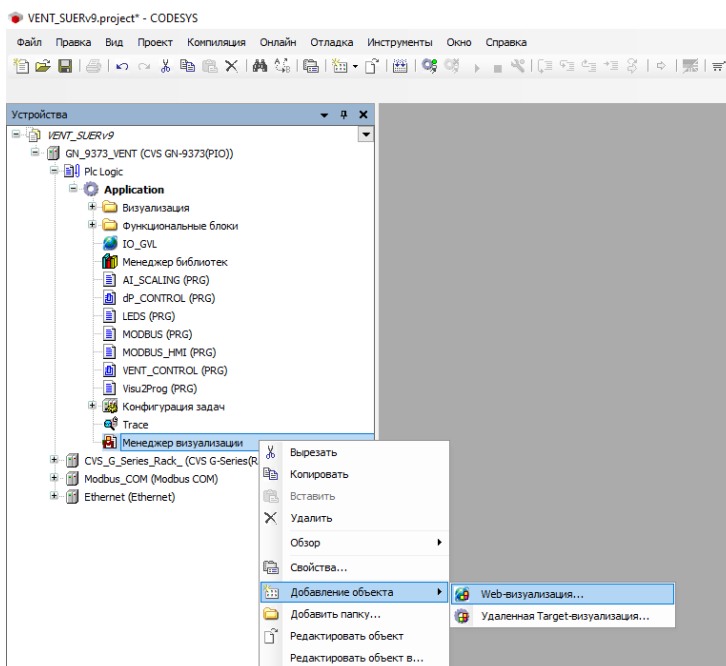 VENT_SUERv9.project* - CODESYS
Файл Правка Вид Проект Компиляция Онлайн Отладка Инструменты Окно Справка
Устройства
VENT_SUERv9
GN_9373_VENT (CVS GN-9373(PIO))
Plc Logic
Application
Визуализация
Функциональные блоки
IO_GVL
Менеджер библиотек
AI_SCALING (PRG)
dP_CONTROL (PRG)
LEDS (PRG)
MODBUS (PRG)
MODBUS_HMI (PRG)
VENT_CONTROL (PRG)
Visu2Prog (PRG)
Конфигурация задач
Trace
Менеджер визуализации
CVS_G_Series_Rack_ (CVS G-Series(R
Modbus_COM (Modbus COM)
Ethernet (Ethernet)
Вырезать
Копировать
Вставить
Удалить
Обзор
Свойства...
Добавление объекта
Добавить папку...
Редактировать объект
Редактировать объект в...
Web-визуализация...
Удаленная Target-визуализация...